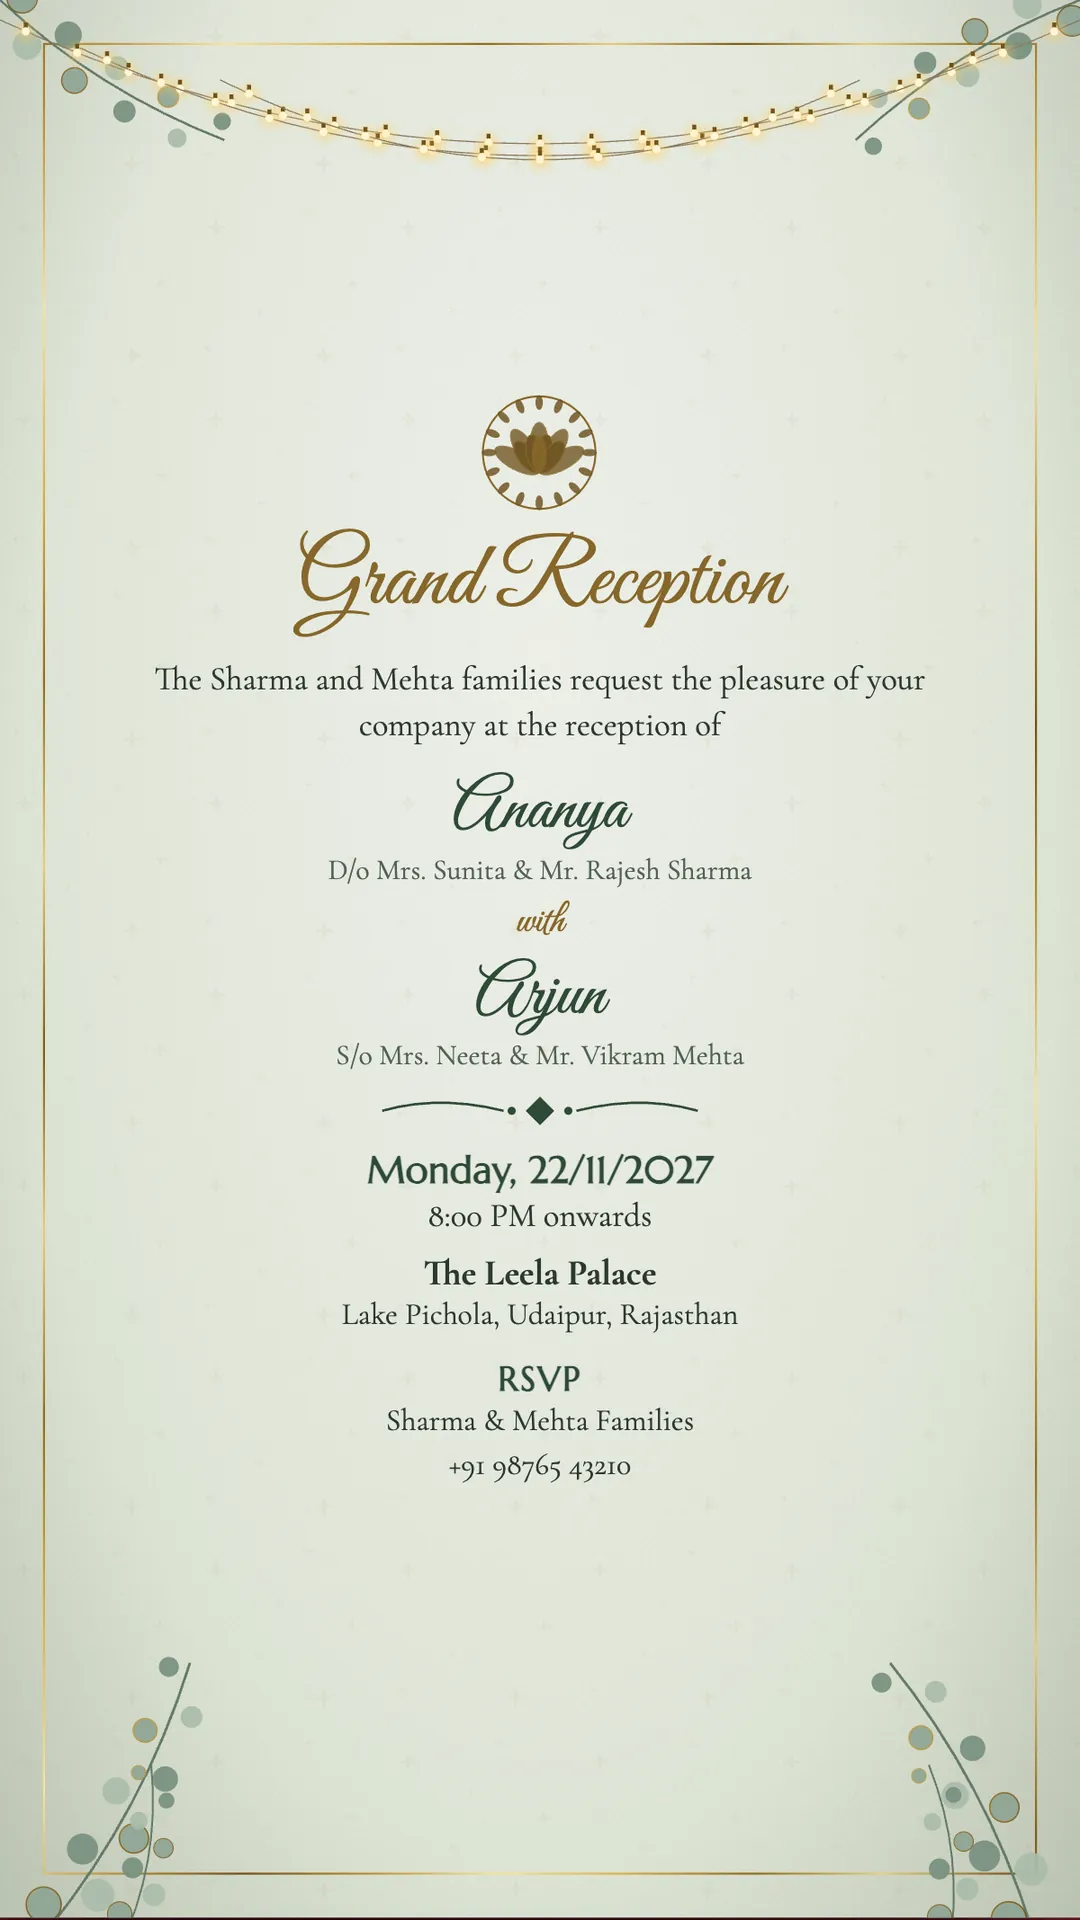 Grand Reception
The Sharma and Mehta families request the pleasure of your
company at the reception of
Ananya
D/o Mrs. Sunita & Mr. Rajesh Sharma
with
Arjun
S/o Mrs. Neeta & Mr. Vikram Mehta
Monday, 22/11/2027
8:00 PM onwards
The Leela Palace
Lake Pichola, Udaipur, Rajasthan
RSVP
Sharma & Mehta Families
+91 98765 43210